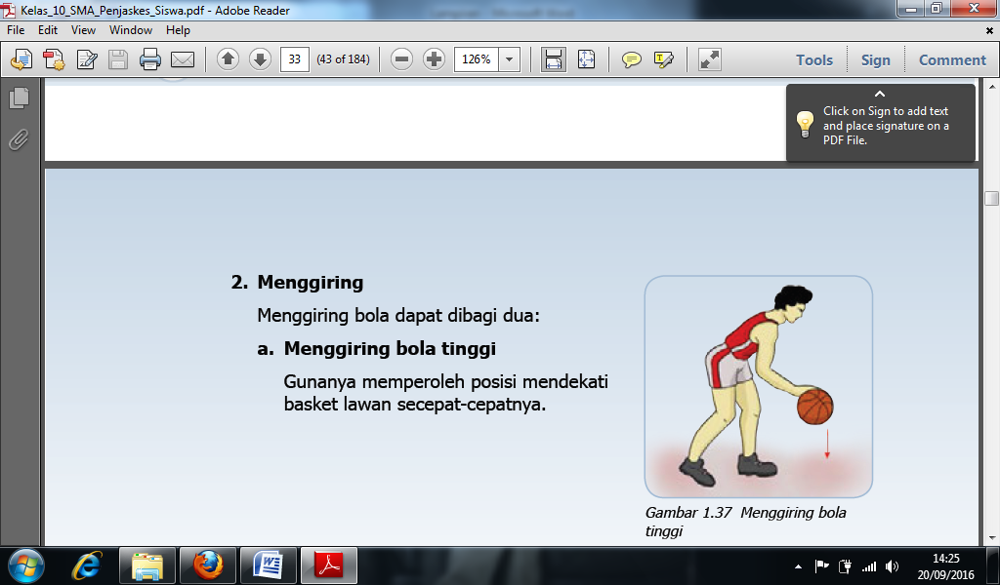 Kelas_10_SMA_Penjaskes_Siswa.pdf - Adobe Reader
File Edit View Window Help
33 (43 of 184) 126% Tools Sign Comment
Click on Sign to add text
and place signature on a
PDF File.
2. Menggiring
Menggiring bola dapat dibagi dua:
a. Menggiring bola tinggi
Gunanya memperoleh posisi mendekati
basket lawan secepat-cepatnya.
Gambar 1.37 Menggiring bola
tinggi
14:25
20/09/2016